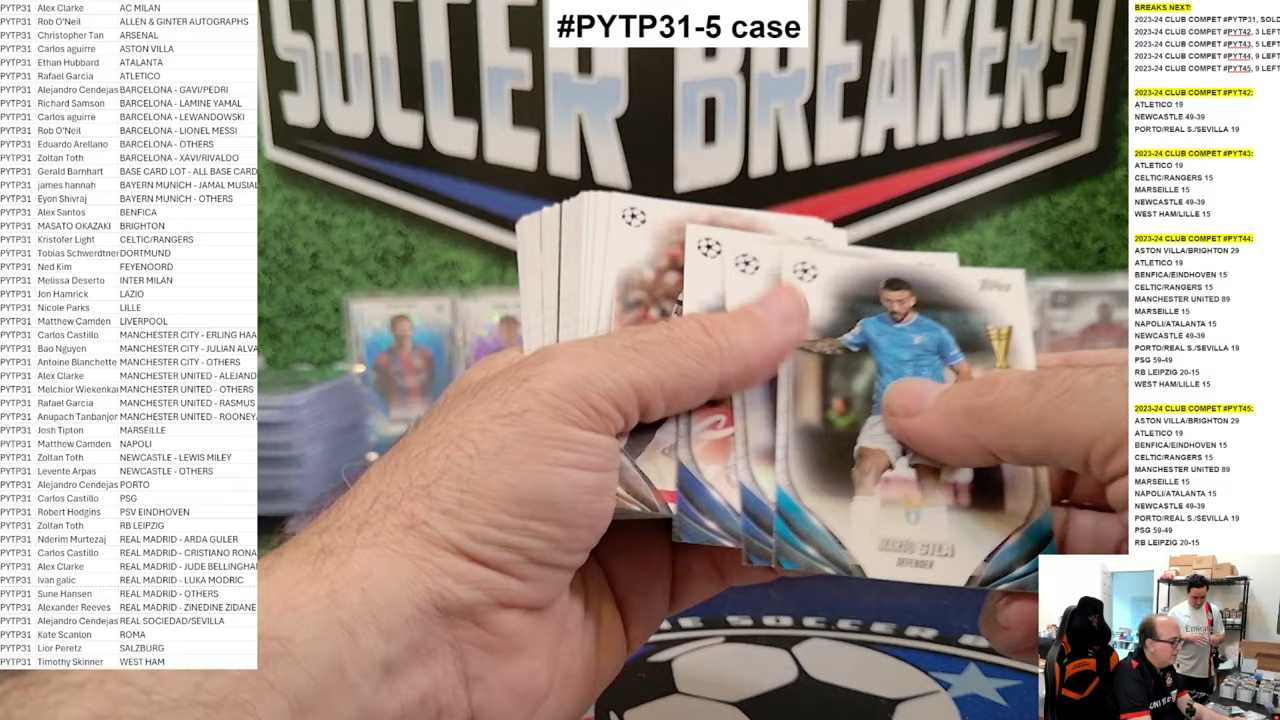 #PYTP31-5 case
SOCCER BREAKERS
PYTP31 Alex Clarke AC MILAN
PYTP31 Rob O'Neil ALLEN & GINTER AUTOGRAPHS
PYTP31 Christopher Tan ARSENAL
PYTP31 Carlos aguirre ASTON VILLA
PYTP31 Ethan Hubbard ATALANTA
PYTP31 Rafael Garcia ATLETICO
PYTP31 Alejandro Cendejas BARCELONA - GAVI/PEDRI
PYTP31 Richard Samson BARCELONA - LAMINE YAMAL
PYTP31 Carlos aguirre BARCELONA - LEWANDOWSKI
PYTP31 Rob O'Neil BARCELONA - LIONEL MESSI
PYTP31 Eduardo Arellano BARCELONA - OTHERS
PYTP31 Zoltan Toth BARCELONA - XAVI/RIVALDO
PYTP31 Gerald Barnhart BASE CARD LOT - ALL BASE CARD
PYTP31 james hannah BAYERN MUNICH - JAMAL MUSIAL
PYTP31 Eyon Shivraj BAYERN MUNICH - OTHERS
PYTP31 Alex Santos BENFICA
PYTP31 MASATO OKAZAKI BRIGHTON
PYTP31 Kristofer Light CELTIC/RANGERS
PYTP31 Tobias Schwerdtner DORTMUND
PYTP31 Ned Kim FEYENOORD
PYTP31 Melissa Deserto INTER MILAN
PYTP31 Jon Hamrick LAZIO
PYTP31 Nicole Parks LILLE
PYTP31 Matthew Camden LIVERPOOL
PYTP31 Carlos Castillo MANCHESTER CITY - ERLING HAA
PYTP31 Bao Nguyen MANCHESTER CITY - JULIAN ALVA
PYTP31 Antoine Blanchette MANCHESTER CITY - OTHERS
PYTP31 Alex Clarke MANCHESTER UNITED - ALEJAND
PYTP31 Melchior Wiekenkar MANCHESTER UNITED - OTHERS
PYTP31 Rafael Garcia MANCHESTER UNITED - RASMUS
PYTP31 Anupach Tanbanjor MANCHESTER UNITED - ROONEY
PYTP31 Josh Tipton MARSEILLE
PYTP31 Matthew Camden NAPOLI
PYTP31 Zoltan Toth NEWCASTLE - LEWIS MILEY
PYTP31 Levente Arpas NEWCASTLE - OTHERS
PYTP31 Alejandro Cendejas PORTO
PYTP31 Carlos Castillo PSG
PYTP31 Robert Hodgins PSV EINDHOVEN
PYTP31 Zoltan Toth RB LEIPZIG
PYTP31 Nderim Murtezaj REAL MADRID - ARDA GULER
PYTP31 Carlos Castillo REAL MADRID - CRISTIANO RONA
PYTP31 Alex Clarke REAL MADRID - JUDE BELLINGHA
PYTP31 Ivan galic REAL MADRID - LUKA MODRIC
PYTP31 Sune Hansen REAL MADRID - OTHERS
PYTP31 Alexander Reeves REAL MADRID - ZINEDINE ZIDANE
PYTP31 Alejandro Cendejas REAL SOCIEDAD/SEVILLA
PYTP31 Kate Scanlon ROMA
PYTP31 Lior Peretz SALZBURG
PYTP31 Timothy Skinner WEST HAM
Topps
DEFENDER
BREAKS NEXT:
2023-24 CLUB COMPET #PYTP31, SOLD
2023-24 CLUB COMPET #PYT42, 3 LEFT
2023-24 CLUB COMPET #PYT43, 5 LEFT
2023-24 CLUB COMPET #PYT44, 9 LEFT
2023-24 CLUB COMPET #PYT45, 9 LEFT
2023-24 CLUB COMPET #PYT42:
ATLETICO 19
NEWCASTLE 49-39
PORTO/REAL S./SEVILLA 19
2023-24 CLUB COMPET #PYT43:
ATLETICO 19
CELTIC/RANGERS 15
MARSEILLE 15
NEWCASTLE 49-39
WEST HAM/LILLE 15
2023-24 CLUB COMPET #PYT44:
ASTON VILLA/BRIGHTON 29
ATLETICO 19
BENFICA/EINDHOVEN 15
CELTIC/RANGERS 15
MANCHESTER UNITED 89
MARSEILLE 15
NAPOLI/ATALANTA 15
NEWCASTLE 49-39
PORTO/REAL S./SEVILLA 19
PSG 59-49
RB LEIPZIG 20-15
WEST HAM/LILLE 15
2023-24 CLUB COMPET #PYT45:
ASTON VILLA/BRIGHTON 29
ATLETICO 19
BENFICA/EINDHOVEN 15
CELTIC/RANGERS 15
MANCHESTER UNITED 89
MARSEILLE 15
NAPOLI/ATALANTA 15
NEWCASTLE 49-39
PORTO/REAL S./SEVILLA 19
PSG 59-49
RB LEIPZIG 20-15